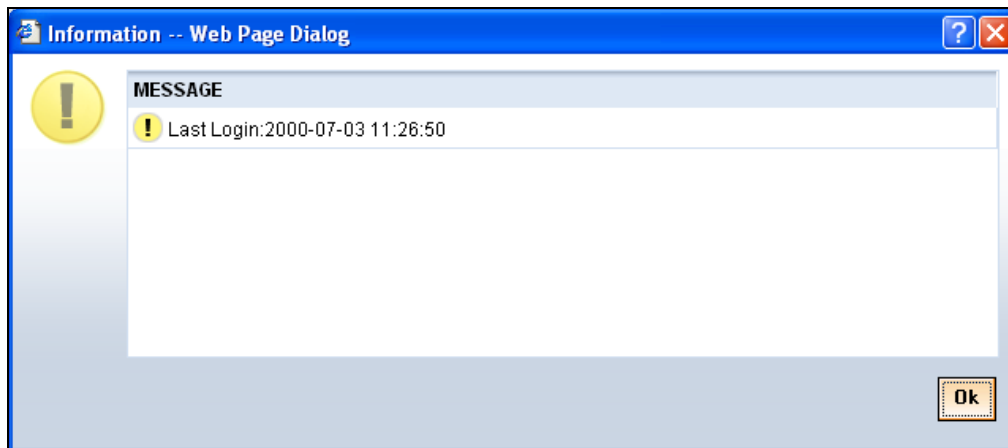 Information -- Web Page Dialog
MESSAGE
Last Login:2000-07-03 11:26:50
Ok